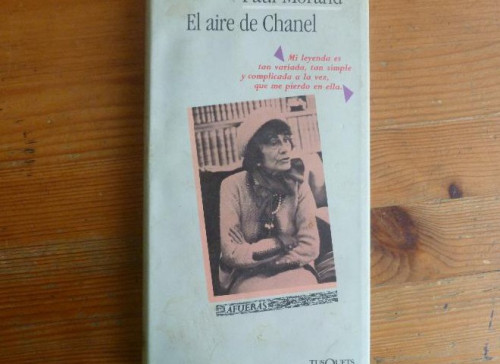 Paul Morand
El aire de Chanel
Mi leyenda es
tan variada, tan simple
y complicada a la vez,
que me pierdo en ella.
AFUERAS
TUSQUETS